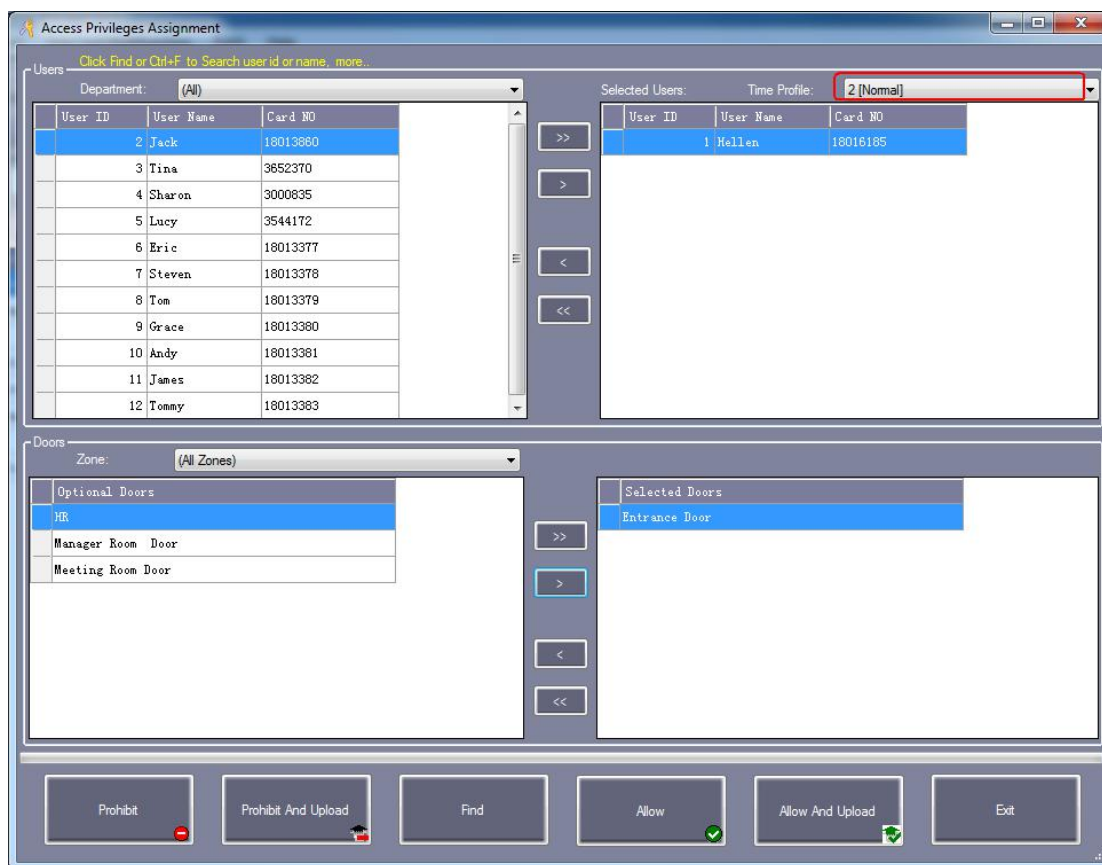 Access Privileges Assignment
Users
Click Find or Ctrl+F to Search user id or name, more..
Department: (All)
Selected Users: Time Profile: 2 [Normal]
User ID User Name Card NO
2 Jack 18013860
3 Tina 3652370
4 Sharon 3000835
5 Lucy 3544172
6 Eric 18013377
7 Steven 18013378
8 Tom 18013379
9 Grace 18013380
10 Andy 18013381
11 James 18013382
12 Tommy 18013383
>>
>
<
<<
User ID User Name Card NO
1 Hellen 18016185
Doors
Zone: (All Zones)
Optional Doors
HR
Manager Room Door
Meeting Room Door
>>
>
<
<<
Selected Doors
Entrance Door
Prohibit
Prohibit And Upload
Find
Allow
Allow And Upload
Exit